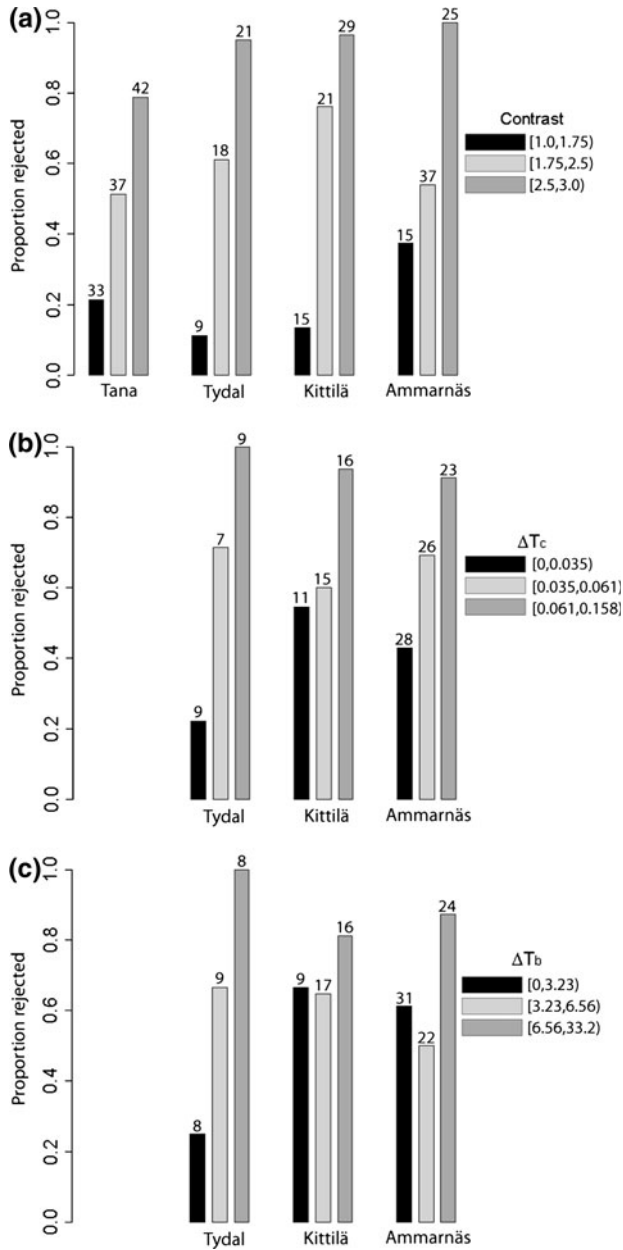 (a)
Proportion rejected
0.0 0.2 0.4 0.6 0.8 1.0
33 37 42
9 18 21
15 21 29
15 37 25
Tana Tydal Kittilä Ammarnäs
Contrast
[1.0,1.75)
[1.75,2.5)
[2.5,3.0)
(b)
Proportion rejected
0.0 0.2 0.4 0.6 0.8 1.0
9 7 9
11 15 16
28 26 23
Tydal Kittilä Ammarnäs
ΔTc
[0,0.035)
[0.035,0.061)
[0.061,0.158)
(c)
Proportion rejected
0.0 0.2 0.4 0.6 0.8 1.0
8 9 8
9 17 16
31 22 24
Tydal Kittilä Ammarnäs
ΔTb
[0,3.23)
[3.23,6.56)
[6.56,33.2)